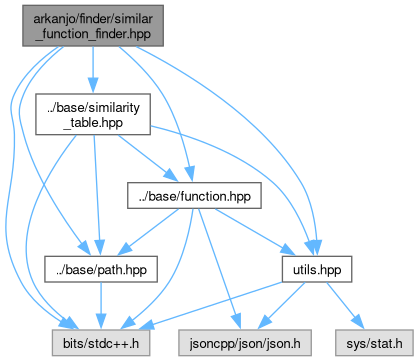 arkanjo/finder/similar
_function_finder.hpp
../base/similarity
_table.hpp
../base/function.hpp
../base/path.hpp
utils.hpp
bits/stdc++.h
jsoncpp/json/json.h
sys/stat.h